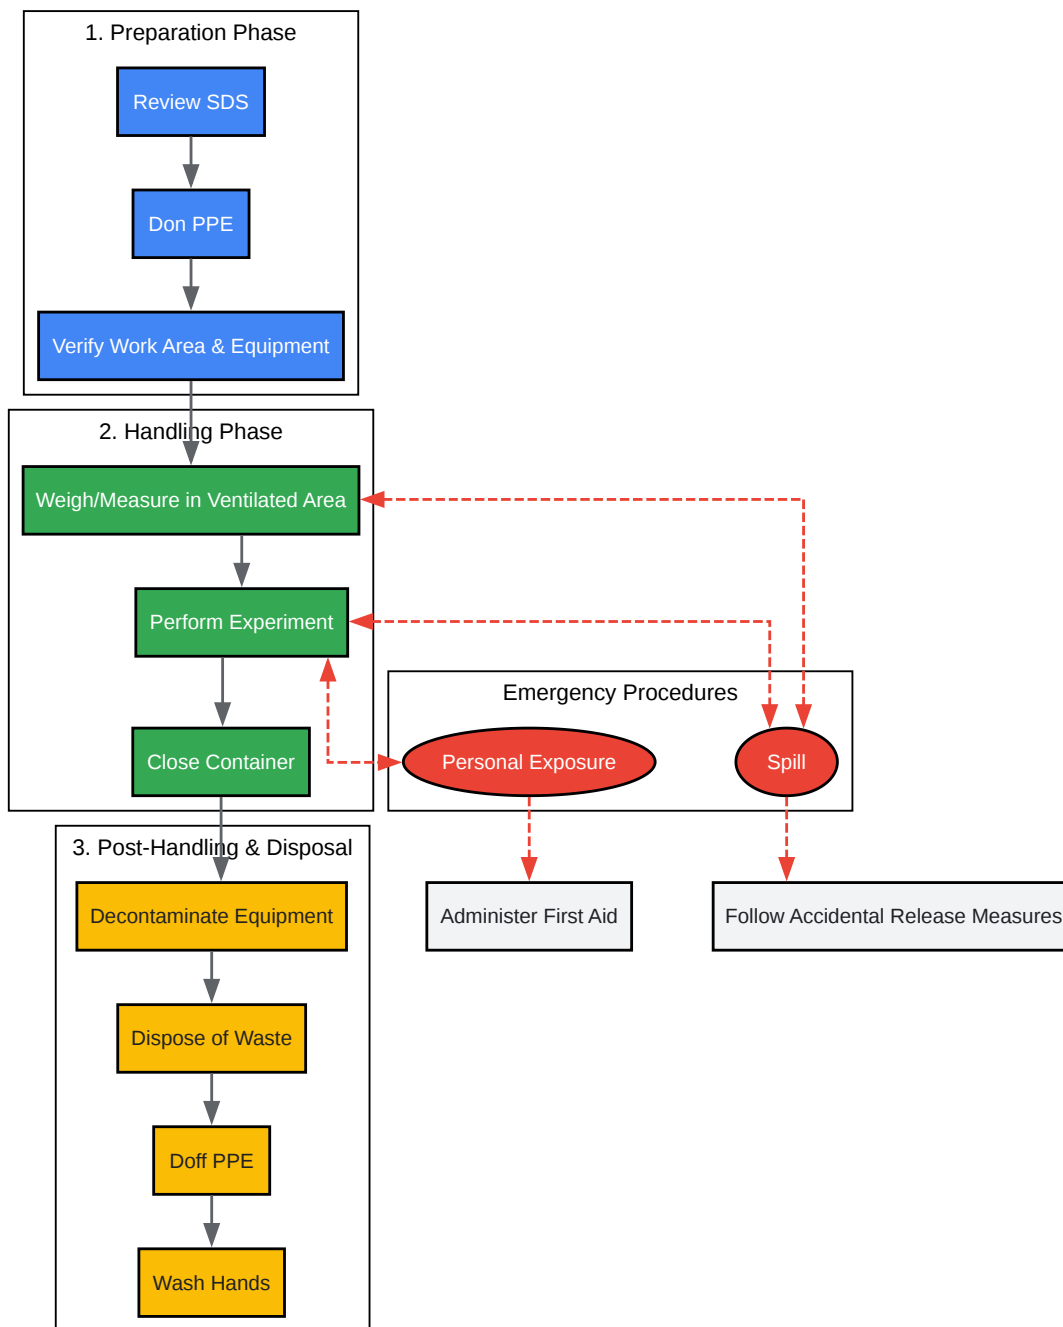 1. Preparation Phase
Review SDS
Don PPE
Verify Work Area & Equipment
2. Handling Phase
Weigh/Measure in Ventilated Area
Perform Experiment
Close Container
Emergency Procedures
Personal Exposure
Spill
Administer First Aid
Follow Accidental Release Measures
3. Post-Handling & Disposal
Decontaminate Equipment
Dispose of Waste
Doff PPE
Wash Hands